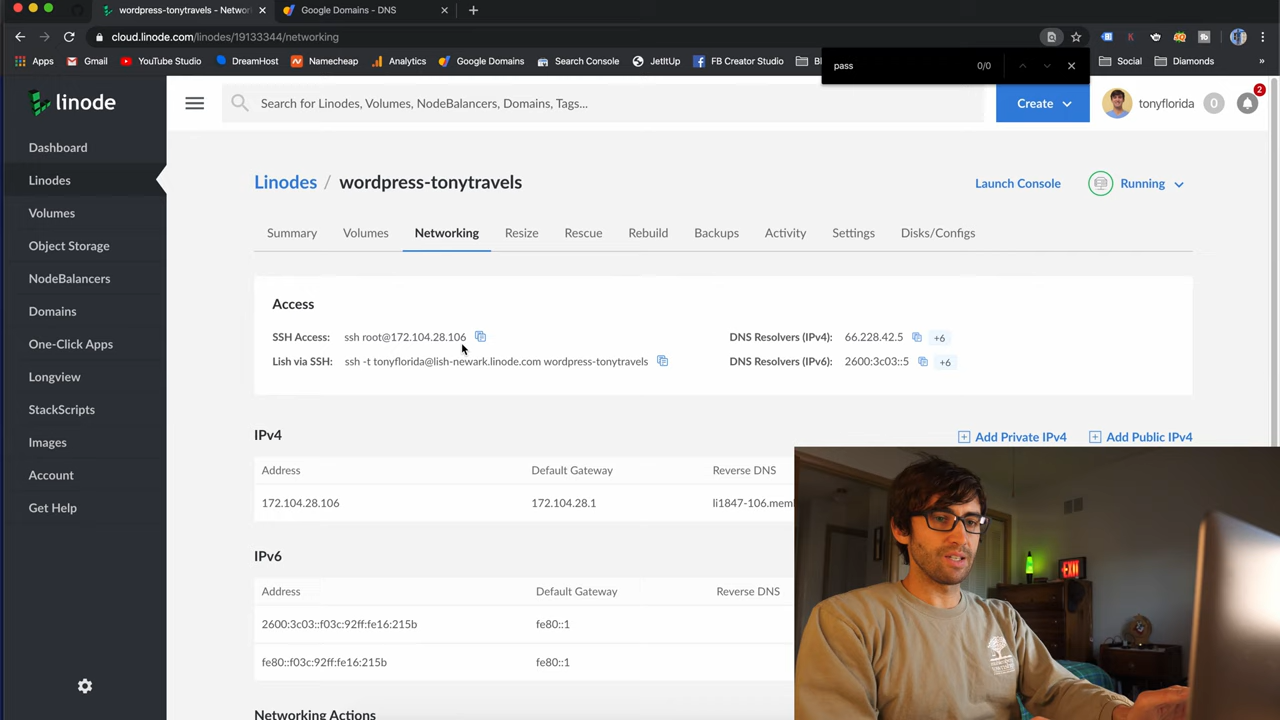 wordpress-tonytravels - Networ
Google Domains - DNS
cloud.linode.com/linodes/19133344/networking
Apps
Gmail
YouTube Studio
DreamHost
Namecheap
Analytics
Google Domains
Search Console
JetItUp
FB Creator Studio
Social
Diamonds
pass
0/0
linode
Search for Linodes, Volumes, NodeBalancers, Domains, Tags...
Create
tonyflorida
0
2
Dashboard
Linodes
Volumes
Object Storage
NodeBalancers
Domains
One-Click Apps
Longview
StackScripts
Images
Account
Get Help
Linodes / wordpress-tonytravels
Launch Console
Running
Summary
Volumes
Networking
Resize
Rescue
Rebuild
Backups
Activity
Settings
Disks/Configs
Access
SSH Access: ssh root@172.104.28.106
DNS Resolvers (IPv4): 66.228.42.5 +6
Lish via SSH: ssh -t tonyflorida@lish-newark.linode.com wordpress-tonytravels
DNS Resolvers (IPv6): 2600:3c03::5 +6
IPv4
Add Private IPv4
Add Public IPv4
Address Default Gateway Reverse DNS
172.104.28.106 172.104.28.1 li1847-106.mem
IPv6
Address Default Gateway Reverse DNS
2600:3c03::f03c:92ff:fe16:215b fe80::1
fe80::f03c:92ff:fe16:215b fe80::1
Networking Actions
EXIT